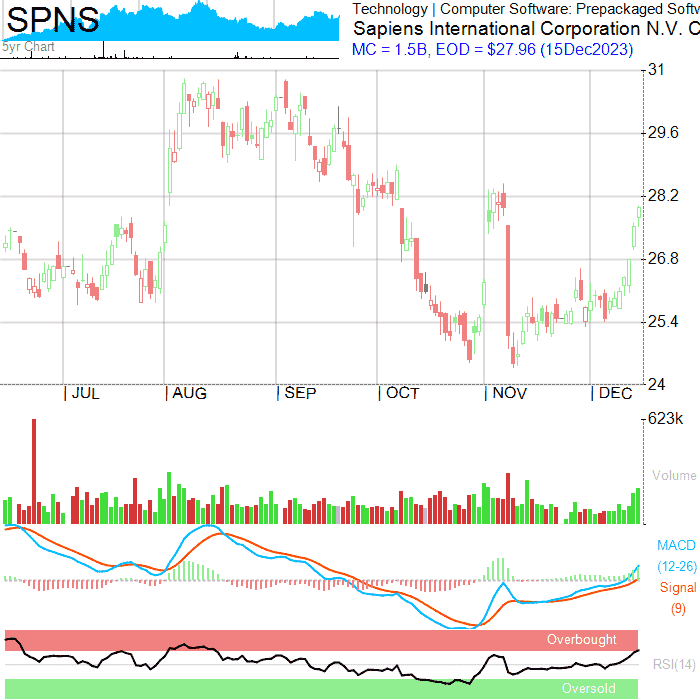 SPNS
5yr Chart
Technology | Computer Software: Prepackaged Softw
Sapiens International Corporation N.V. C
MC = 1.5B, EOD = $27.96 (15Dec2023)
31
29.6
28.2
26.8
25.4
24
| JUL | AUG | SEP | OCT | NOV | DEC
623k
Volume
MACD
(12-26)
Signal
(9)
Overbought
RSI(14)
Oversold